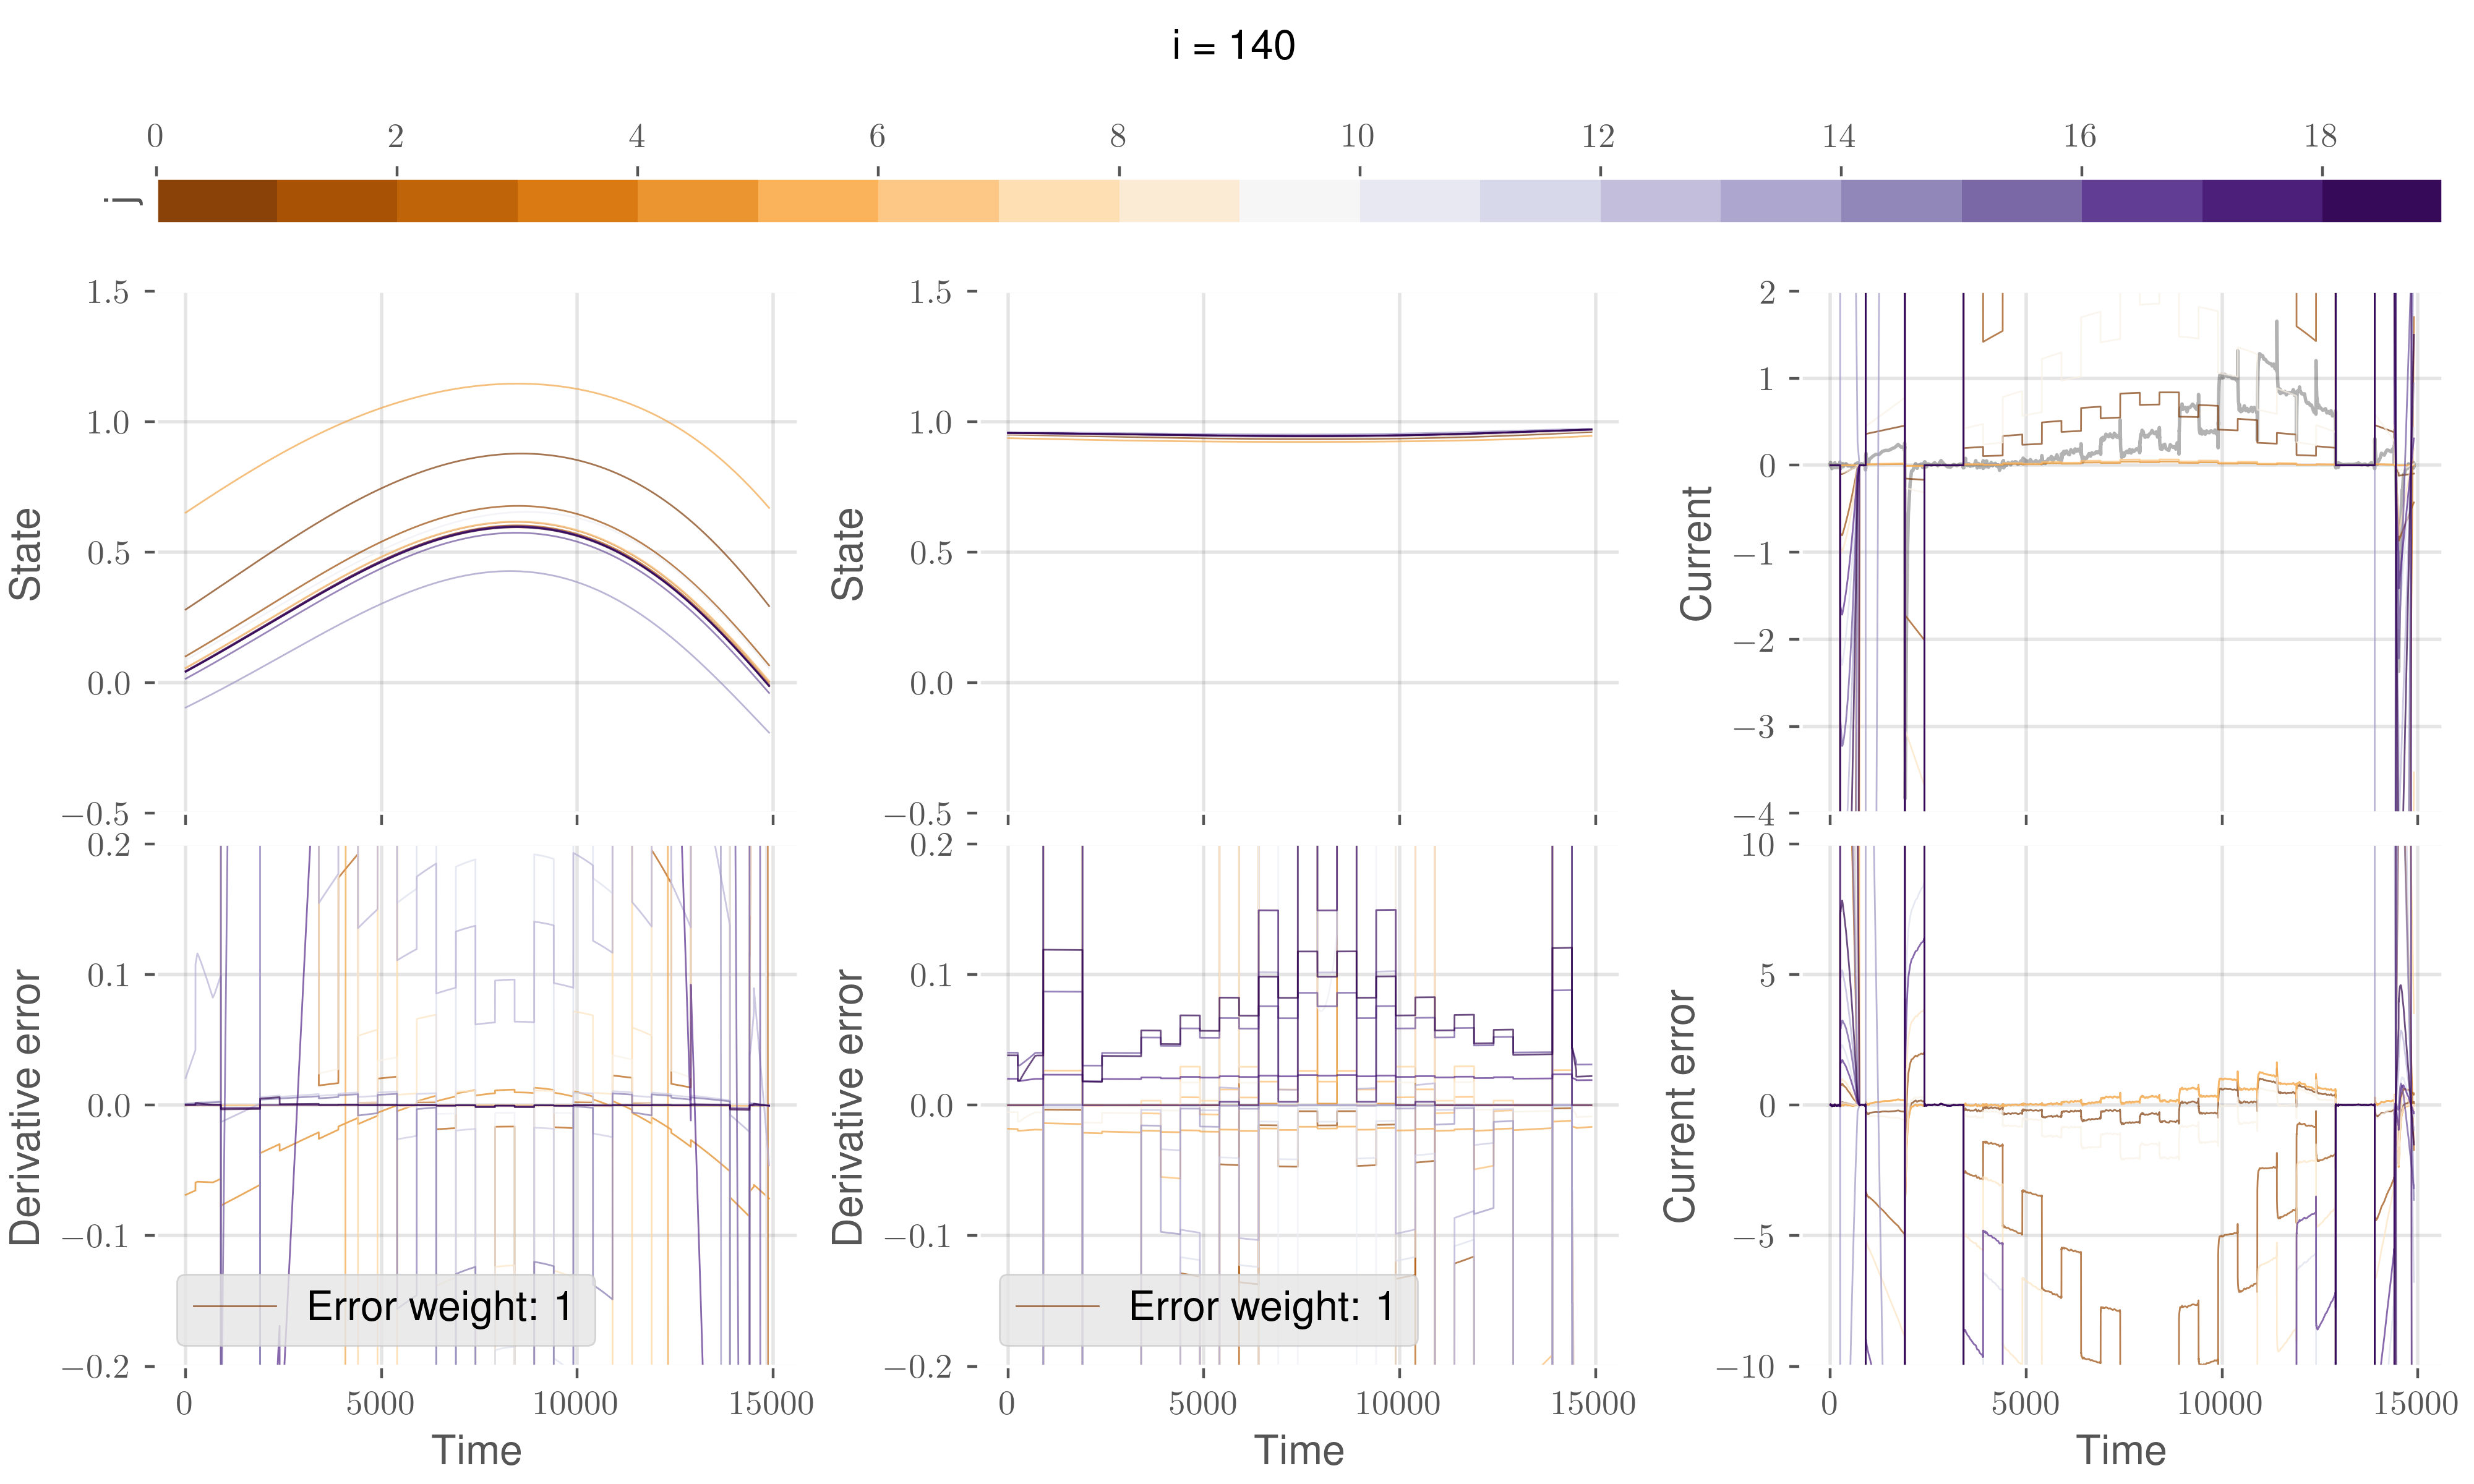 i = 140
0 2 4 6 8 10 12 14 16 18
j
1.5 1.0 0.5 0.0 −0.5
State
1.5 1.0 0.5 0.0 −0.5
State
2 1 0 −1 −2 −3 −4
Current
0.2 0.1 0.0 −0.1 −0.2
Derivative error
Error weight: 1
0 5000 10000 15000
Time
0.2 0.1 0.0 −0.1 −0.2
Derivative error
Error weight: 1
0 5000 10000 15000
Time
10 5 0 −5 −10
Current error
0 5000 10000 15000
Time